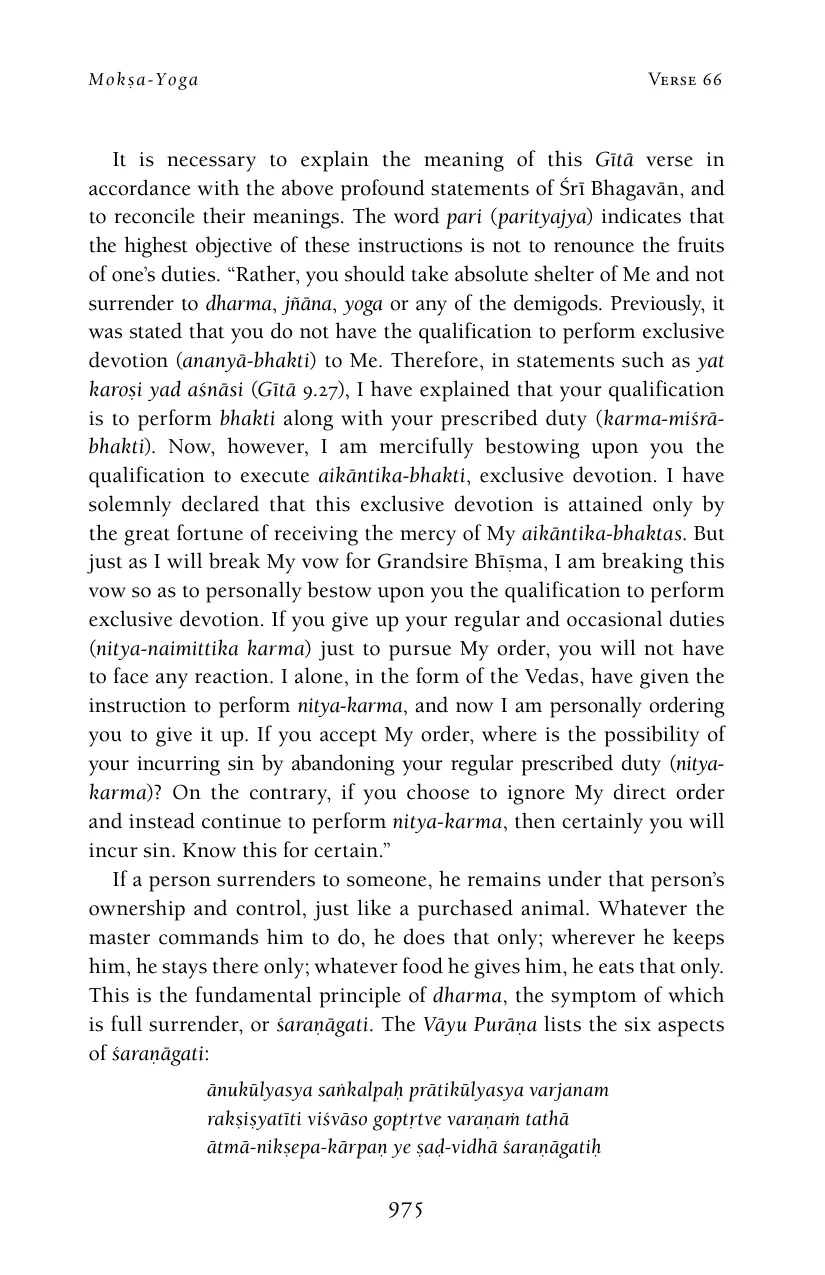 Mokṣa-Yoga
Verse 66
It is necessary to explain the meaning of this Gītā verse in
accordance with the above profound statements of Śrī Bhagavān, and
to reconcile their meanings. The word pari (parityajya) indicates that
the highest objective of these instructions is not to renounce the fruits
of one’s duties. “Rather, you should take absolute shelter of Me and not
surrender to dharma, jñāna, yoga or any of the demigods. Previously, it
was stated that you do not have the qualification to perform exclusive
devotion (ananyā-bhakti) to Me. Therefore, in statements such as yat
karoṣi yad aśnāsi (Gītā 9.27), I have explained that your qualification
is to perform bhakti along with your prescribed duty (karma-miśrā-
bhakti). Now, however, I am mercifully bestowing upon you the
qualification to execute aikāntika-bhakti, exclusive devotion. I have
solemnly declared that this exclusive devotion is attained only by
the great fortune of receiving the mercy of My aikāntika-bhaktas. But
just as I will break My vow for Grandsire Bhīṣma, I am breaking this
vow so as to personally bestow upon you the qualification to perform
exclusive devotion. If you give up your regular and occasional duties
(nitya-naimittika karma) just to pursue My order, you will not have
to face any reaction. I alone, in the form of the Vedas, have given the
instruction to perform nitya-karma, and now I am personally ordering
you to give it up. If you accept My order, where is the possibility of
your incurring sin by abandoning your regular prescribed duty (nitya-
karma)? On the contrary, if you choose to ignore My direct order
and instead continue to perform nitya-karma, then certainly you will
incur sin. Know this for certain.”
If a person surrenders to someone, he remains under that person’s
ownership and control, just like a purchased animal. Whatever the
master commands him to do, he does that only; wherever he keeps
him, he stays there only; whatever food he gives him, he eats that only.
This is the fundamental principle of dharma, the symptom of which
is full surrender, or śaraṇāgati. The Vāyu Purāṇa lists the six aspects
of śaraṇāgati:
ānukūlyasya saṅkalpaḥ prātikūlyasya varjanam
rakṣiṣyatīti viśvāso goptṛtve varaṇaṁ tathā
ātmā-nikṣepa-kārpaṇ ye ṣaḍ-vidhā śaraṇāgatiḥ
975